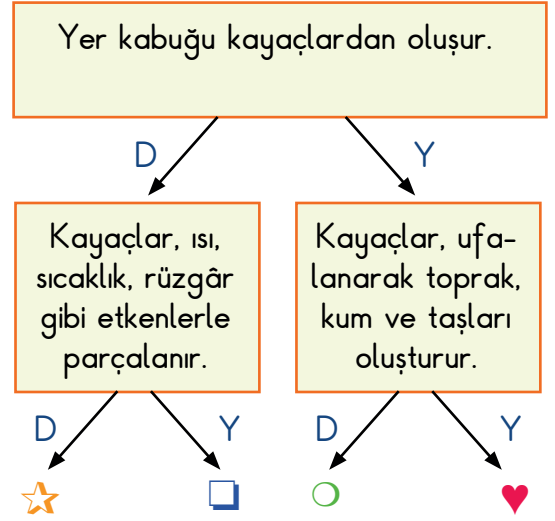 Yer kabuğu kayaçlardan oluşur.
D
Y
Kayaçlar, ısı,
sıcaklık, rüzgâr
gibi etkenlerle
parçalanır.
Kayaçlar, ufa-
lanarak toprak,
kum ve taşları
oluşturur.
D
Y
D
Y